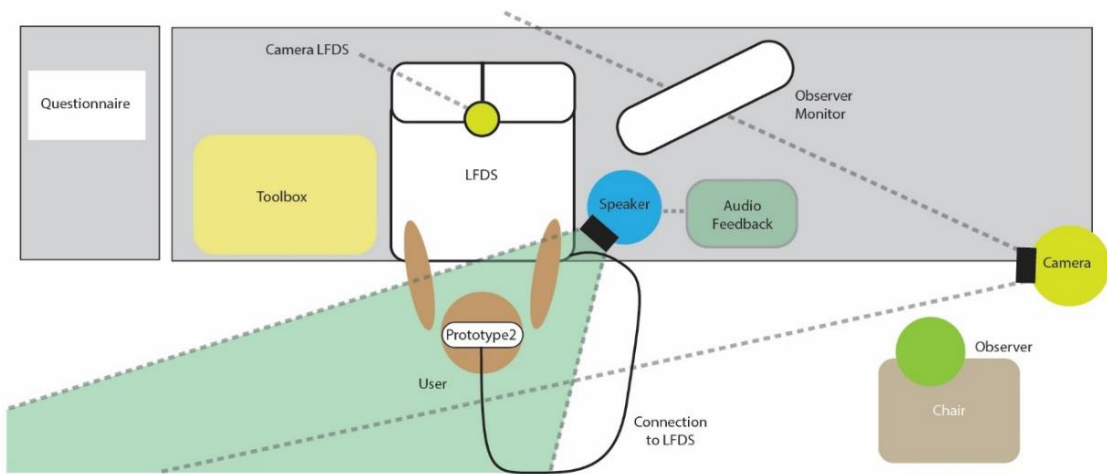 Camera LFDS
Questionnaire
Observer
Monitor
LFDS
Toolbox
Speaker
Audio
Feedback
Camera
Prototype2
Observer
User
Chair
Connection
to LFDS